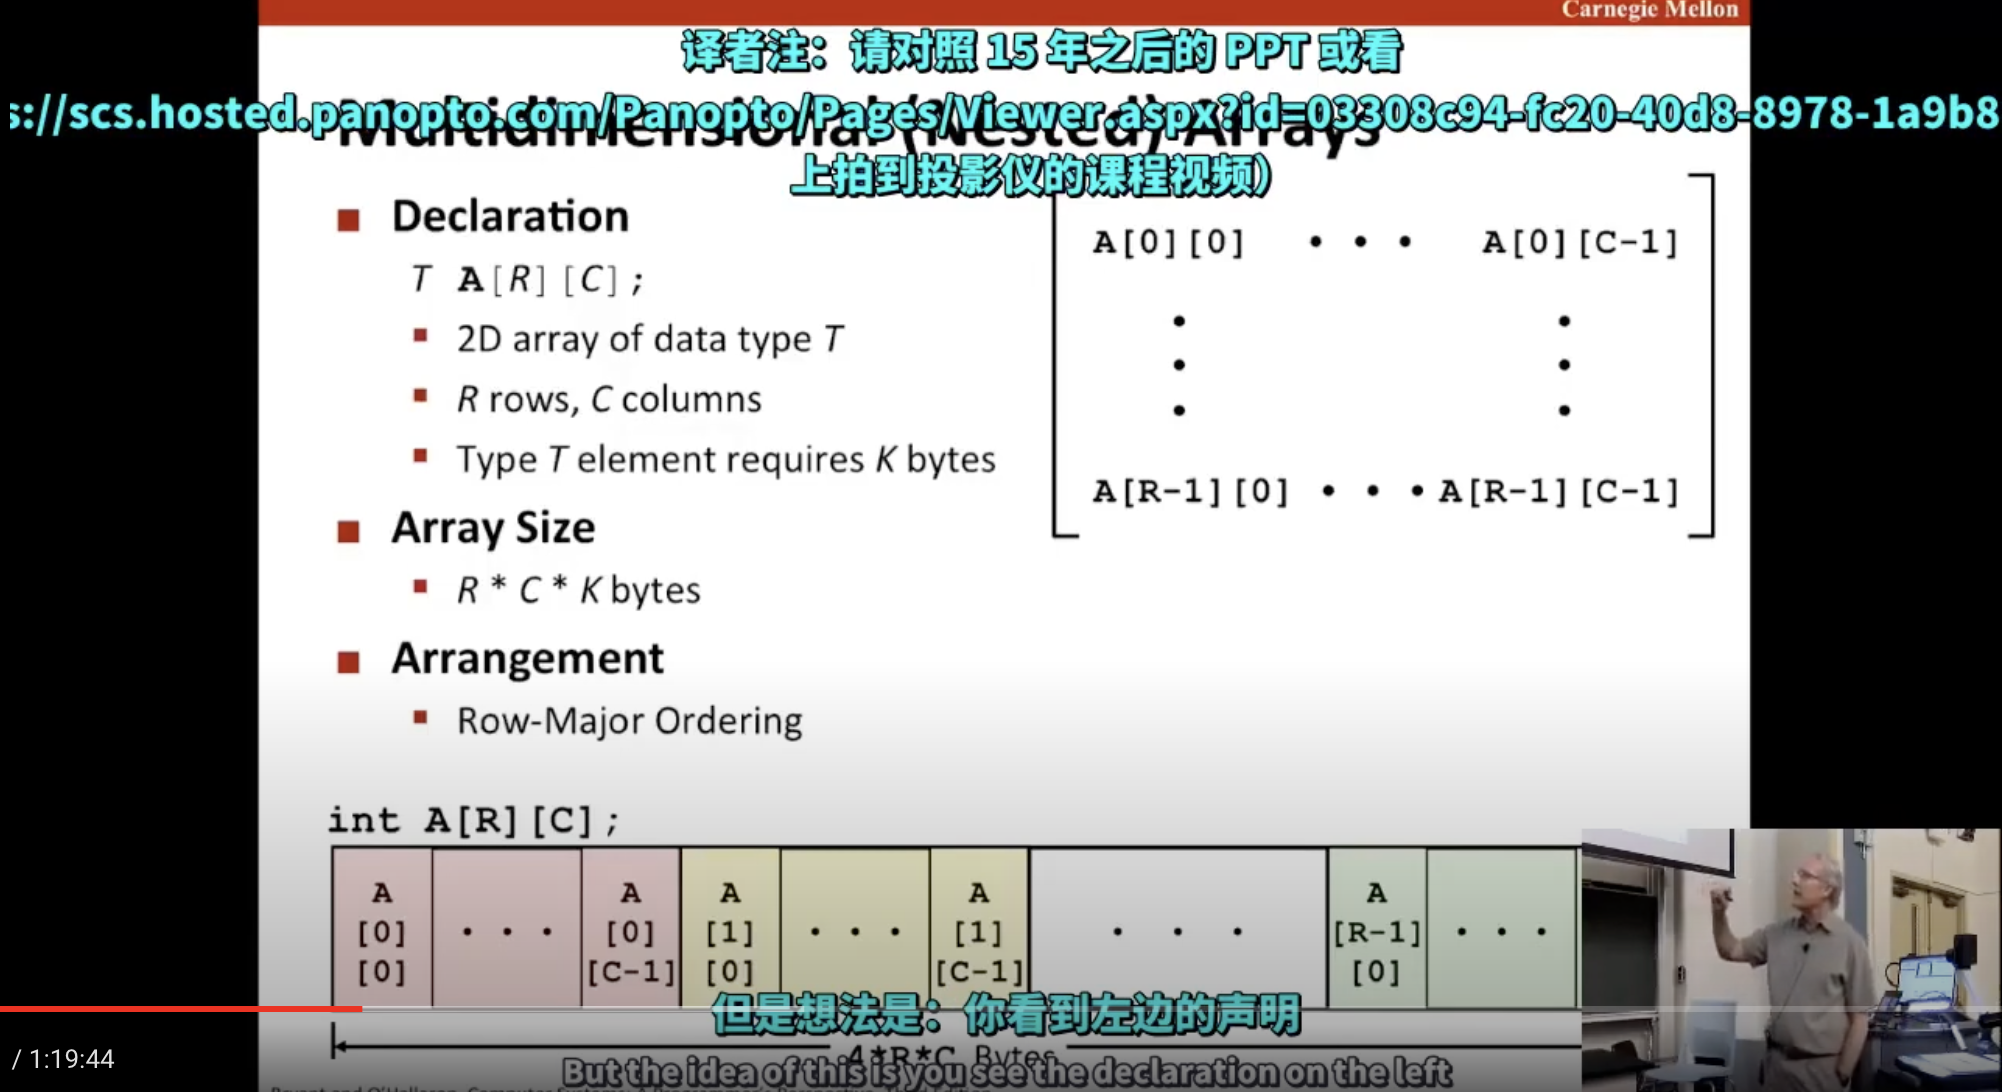 Carnegie Mellon
译者注：请对照 15 年之后的 PPT 或看
s://scs.hosted.panopto.com/Panopto/Pages/Viewer.aspx?id=03308c94-fc20-40d8-8978-1a9b8
上拍到投影仪的课程视频）
Multidimensional (Nested) Arrays
Declaration
T A[R][C];
2D array of data type T
R rows, C columns
Type T element requires K bytes
Array Size
R * C * K bytes
Arrangement
Row-Major Ordering
A[0][0] • • • A[0][C-1]
A[R-1][0] • • • A[R-1][C-1]
int A[R][C];
A [0] [0]
• • •
A [0] [C-1]
A [1] [0]
• • •
A [1] [C-1]
• • •
A [R-1] [0]
• • •
但是想法是：你看到左边的声明
4*R*C Bytes
But the idea of this is you see the declaration on the left
/ 1:19:44